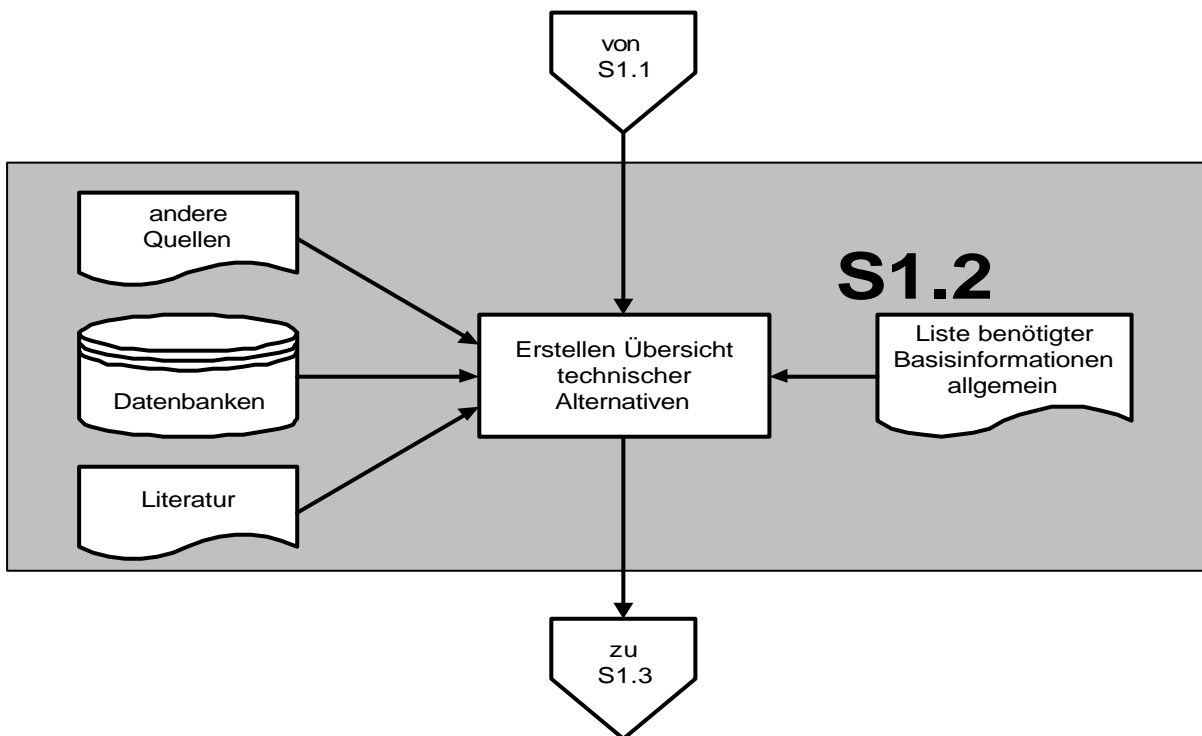 von
S1.1
andere
Quellen
S1.2
Datenbanken
Erstellen Übersicht
technischer
Alternativen
Liste benötigter
Basisinformationen
allgemein
Literatur
zu
S1.3